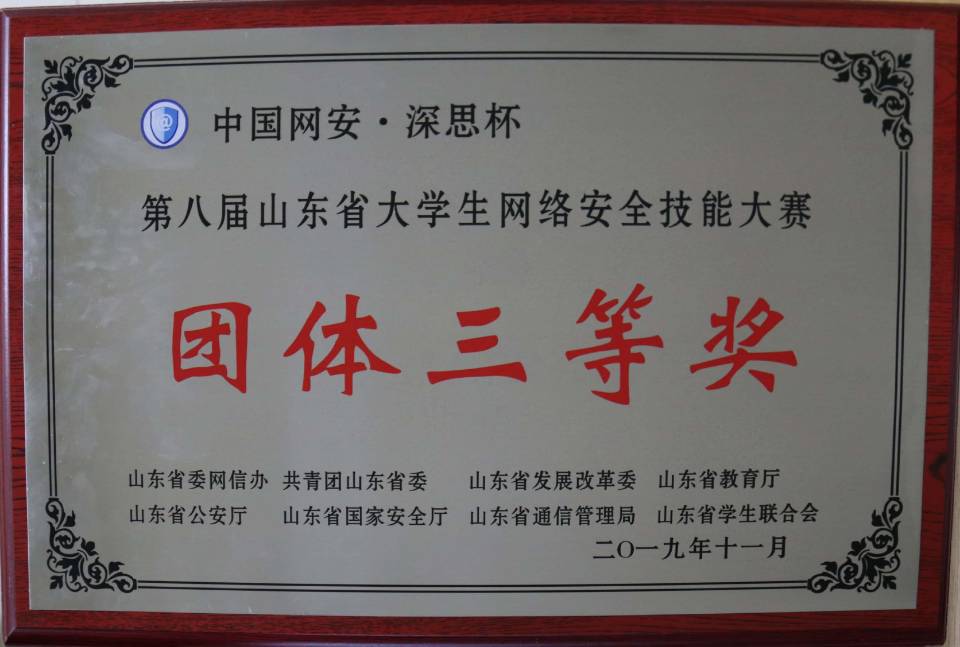 @
中国网安·深思杯
第八届山东省大学生网络安全技能大赛
团体三等奖
山东省委网信办 共青团山东省委 山东省发展改革委 山东省教育厅
山东省公安厅 山东省国家安全厅 山东省通信管理局 山东省学生联合会
二〇一九年十一月